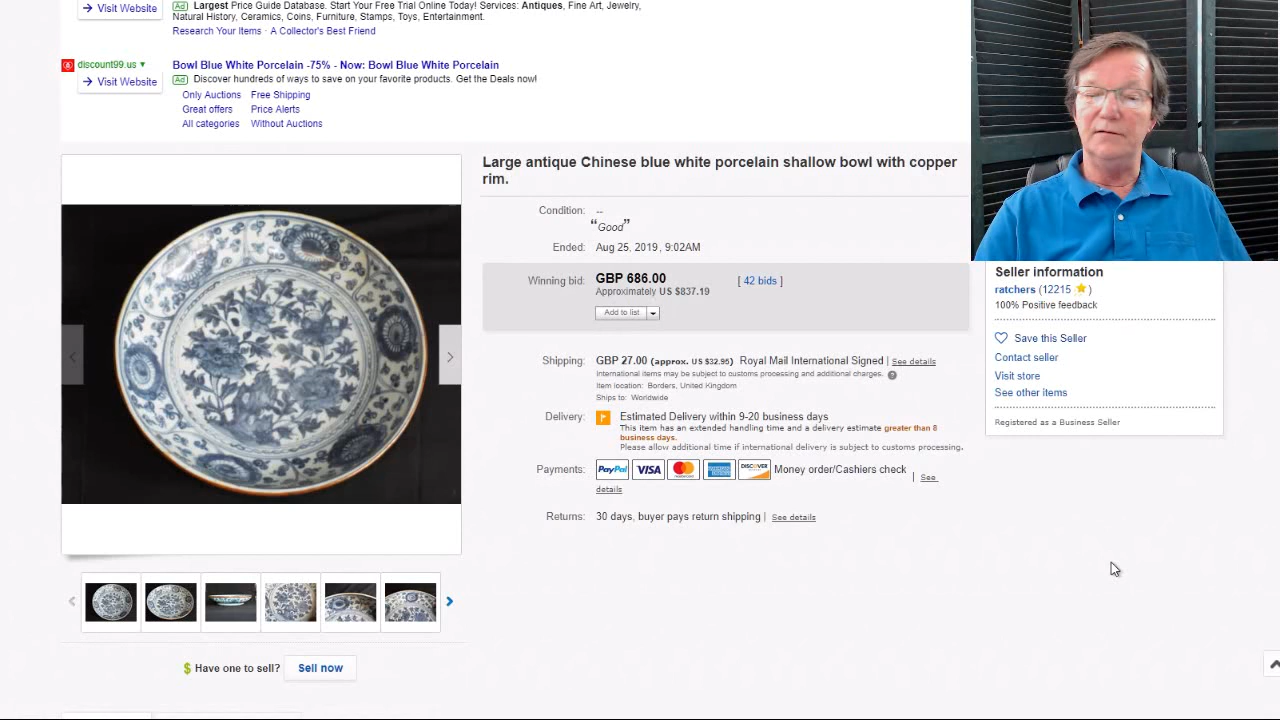 → Visit Website
Ad Largest Price Guide Database. Start Your Free Trial Online Today! Services: Antiques, Fine Art, Jewelry,
Natural History, Ceramics, Coins, Furniture, Stamps, Toys, Entertainment.
Research Your Items · A Collector's Best Friend
discount99.us ▾
→ Visit Website
Bowl Blue White Porcelain -75% - Now: Bowl Blue White Porcelain
Ad Discover hundreds of ways to save on your favorite products. Get the Deals now!
Only Auctions Free Shipping
Great offers Price Alerts
All categories Without Auctions
Large antique Chinese blue white porcelain shallow bowl with copper
rim.
Condition: --
“Good”
Ended: Aug 25, 2019 , 9:02AM
Winning bid: GBP 686.00 [ 42 bids ]
Approximately US $837.19
Add to list
Shipping: GBP 27.00 (approx. US $32.95) Royal Mail International Signed | See details
International items may be subject to customs processing and additional charges. ?
Item location: Borders, United Kingdom
Ships to: Worldwide
Delivery: Estimated Delivery within 9-20 business days
This item has an extended handling time and a delivery estimate greater than 8
business days.
Please allow additional time if international delivery is subject to customs processing.
Payments: PayPal VISA MasterCard AMERICAN EXPRESS DISCOVER Money order/Cashiers check | See
details
Returns: 30 days, buyer pays return shipping | See details
Seller information
ratchers (12215 ★)
100% Positive feedback
Save this Seller
Contact seller
Visit store
See other items
Registered as a Business Seller
$ Have one to sell? Sell now